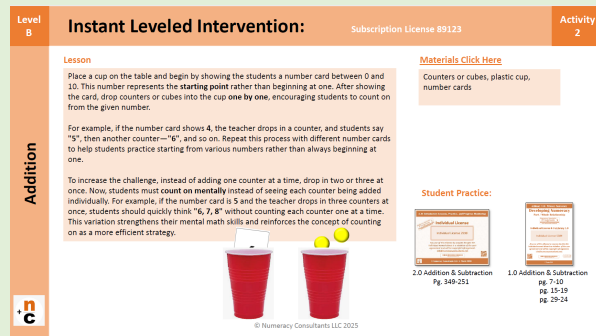 Level
B
Instant Leveled Intervention:
Subscription License 89123
Activity
2
Addition
Lesson
Place a cup on the table and begin by showing the students a number card between 0 and
10. This number represents the starting point rather than beginning at one. After showing
the card, drop counters or cubes into the cup one by one, encouraging students to count on
from the given number.
For example, if the number card shows 4, the teacher drops in a counter, and students say
"5", then another counter—"6", and so on. Repeat this process with different number cards
to help students practice starting from various numbers rather than always beginning at
one.
To increase the challenge, instead of adding one counter at a time, drop in two or three at
once. Now, students must count on mentally instead of seeing each counter being added
individually. For example, if the number card is 5 and the teacher drops in three counters at
once, students should quickly think "6, 7, 8" without counting each counter one at a time.
This variation strengthens their mental math skills and reinforces the concept of counting
on as a more efficient strategy.
Materials Click Here
Counters or cubes, plastic cup,
number cards
Student Practice:
Individual License
Developing Numeracy
2.0 Addition & Subtraction
Pg. 349-251
1.0 Addition & Subtraction
pg. 7-10
pg. 15-19
pg. 29-24
+
n
c
© Numeracy Consultants LLC 2025